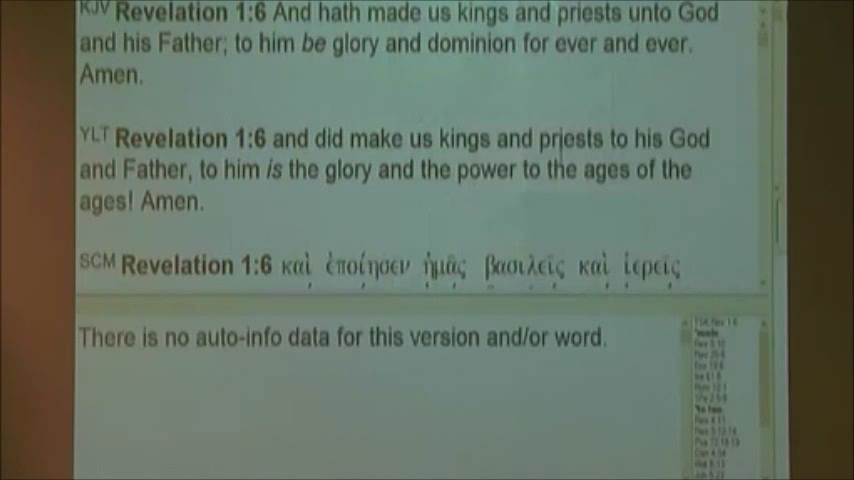 KJV Revelation 1:6 And hath made us kings and priests unto God
and his Father; to him be glory and dominion for ever and ever.
Amen.
YLT Revelation 1:6 and did make us kings and priests to his God
and Father, to him is the glory and the power to the ages of the
ages! Amen.
SCM Revelation 1:6 καὶ ἐποίησεν ἡμᾶς βασιλεῖς καὶ ἱερεῖς
There is no auto-info data for this version and/or word.